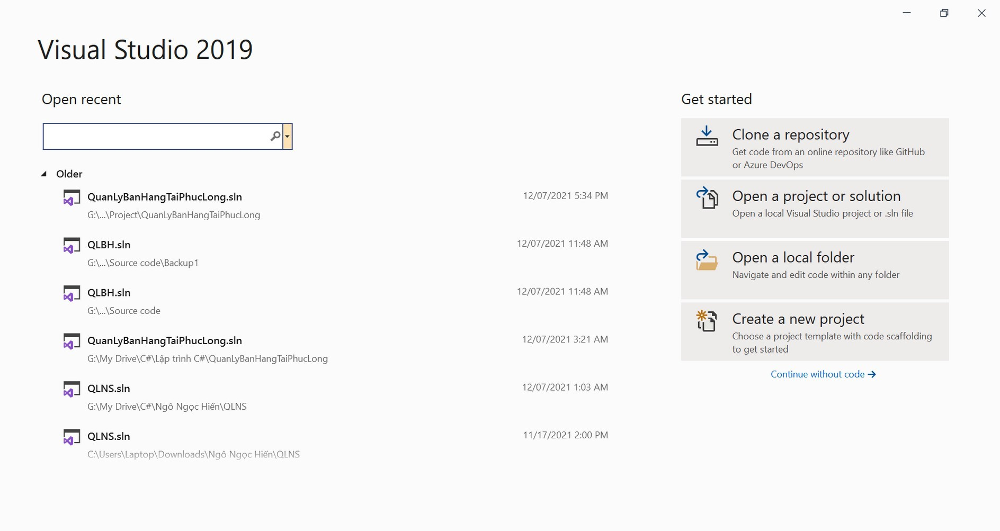 Visual Studio 2019
Open recent
Older
QuanLyBanHangTaiPhucLong.sln
12/07/2021 5:34 PM
G:\...\Project\QuanLyBanHangTaiPhucLong
QLBH.sln
12/07/2021 11:48 AM
G:\...\Source code\Backup1
QLBH.sln
12/07/2021 11:48 AM
G:\...\Source code
QuanLyBanHangTaiPhucLong.sln
12/07/2021 3:21 AM
G:\My Drive\C#\Lập trình C#\QuanLyBanHangTaiPhucLong
QLNS.sln
12/07/2021 1:03 AM
G:\My Drive\C#\Ngô Ngọc Hiến\QLNS
QLNS.sln
11/17/2021 2:00 PM
C:\Users\Laptop\Downloads\Ngô Ngọc Hiến\QLNS
Get started
Clone a repository
Get code from an online repository like GitHub
or Azure DevOps
Open a project or solution
Open a local Visual Studio project or .sln file
Open a local folder
Navigate and edit code within any folder
Create a new project
Choose a project template with code scaffolding
to get started
Continue without code →